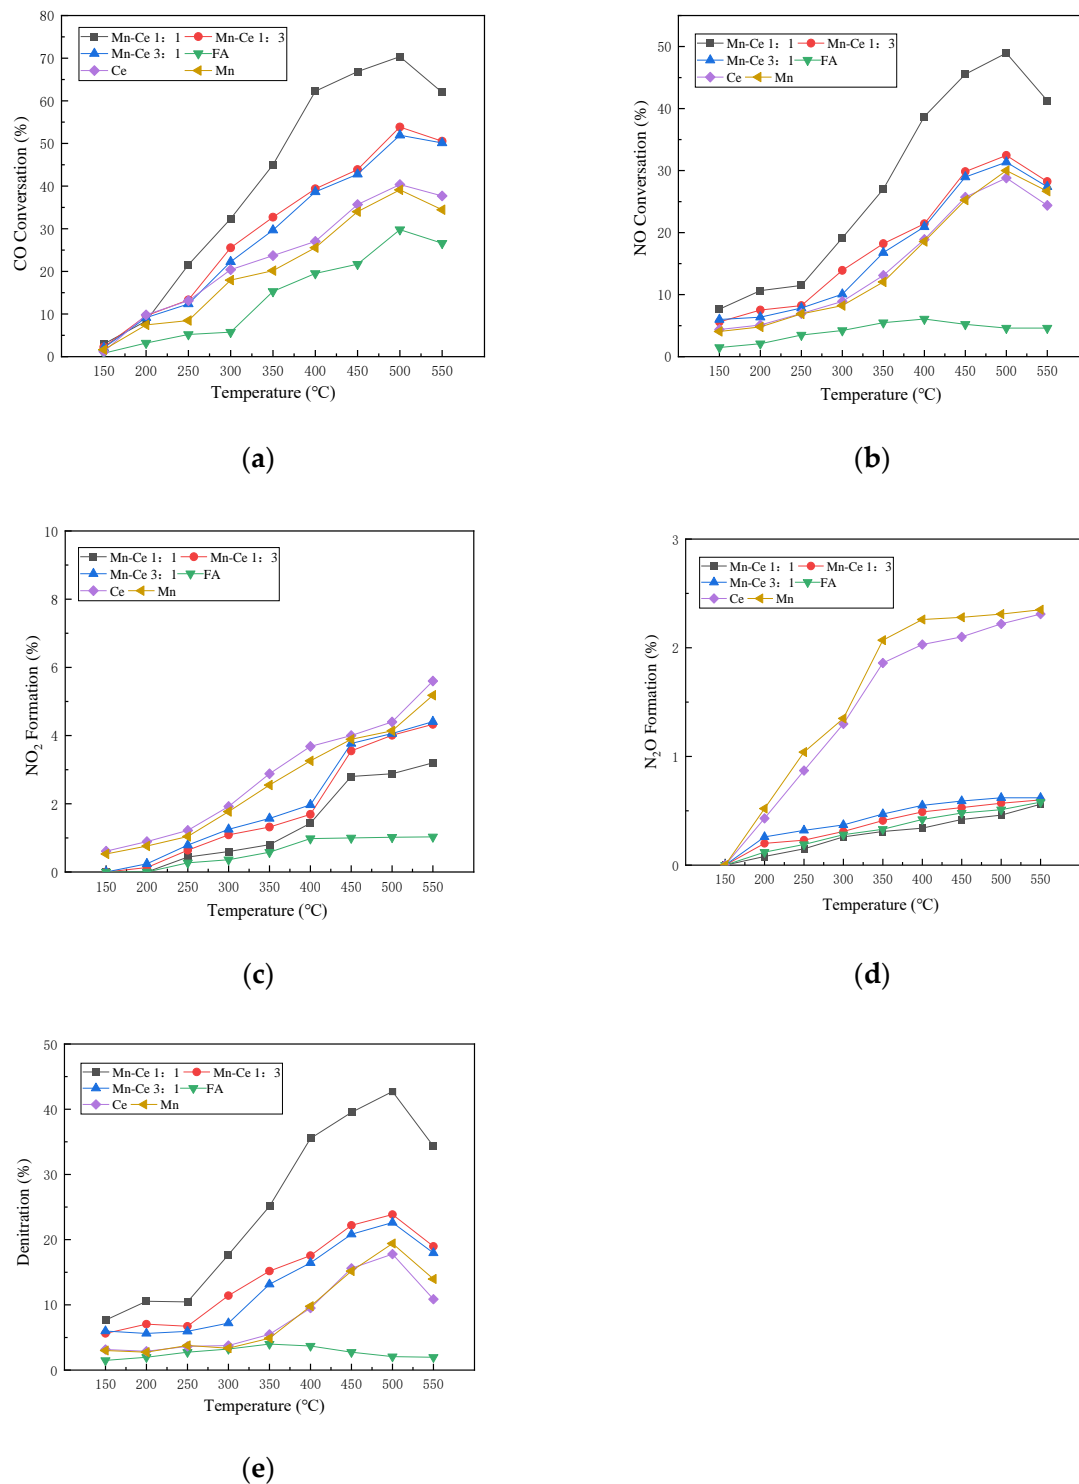 CO Conversation (%)
80
70
60
50
40
30
20
10
0
Mn-Ce 1：1 Mn-Ce 1：3
Mn-Ce 3：1 FA
Ce Mn
150 200 250 300 350 400 450 500 550
Temperature (℃)
(a)
NO Conversation (%)
50
40
30
20
10
0
Mn-Ce 1：1 Mn-Ce 1：3
Mn-Ce 3：1 FA
Ce Mn
150 200 250 300 350 400 450 500 550
Temperature (℃)
(b)
NO₂ Formation (%)
10
8
6
4
2
0
Mn-Ce 1：1 Mn-Ce 1：3
Mn-Ce 3：1 FA
Ce Mn
150 200 250 300 350 400 450 500 550
Temperature (℃)
(c)
N₂O Formation (%)
3
2
1
0
Mn-Ce 1：1 Mn-Ce 1：3
Mn-Ce 3：1 FA
Ce Mn
150 200 250 300 350 400 450 500 550
Temperature (℃)
(d)
Denitration (%)
50
40
30
20
10
0
Mn-Ce 1：1 Mn-Ce 1：3
Mn-Ce 3：1 FA
Ce Mn
150 200 250 300 350 400 450 500 550
Temperature (℃)
(e)